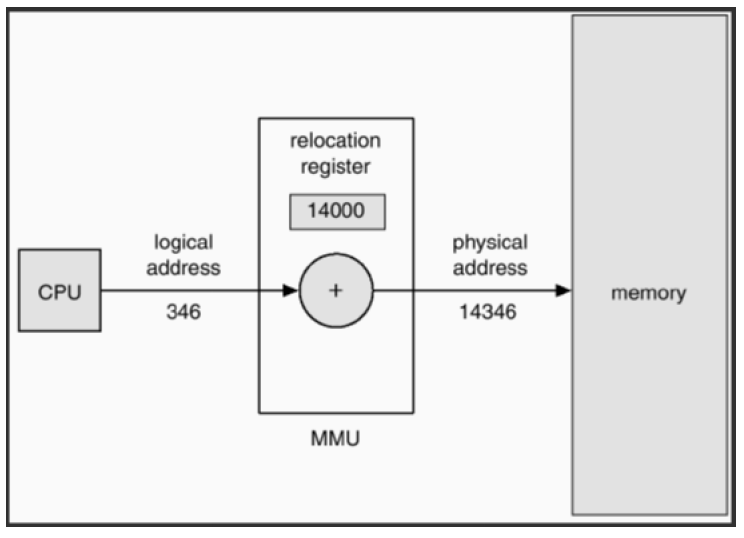 relocation
register
14000
logical
address
346
CPU
+
physical
address
14346
memory
MMU